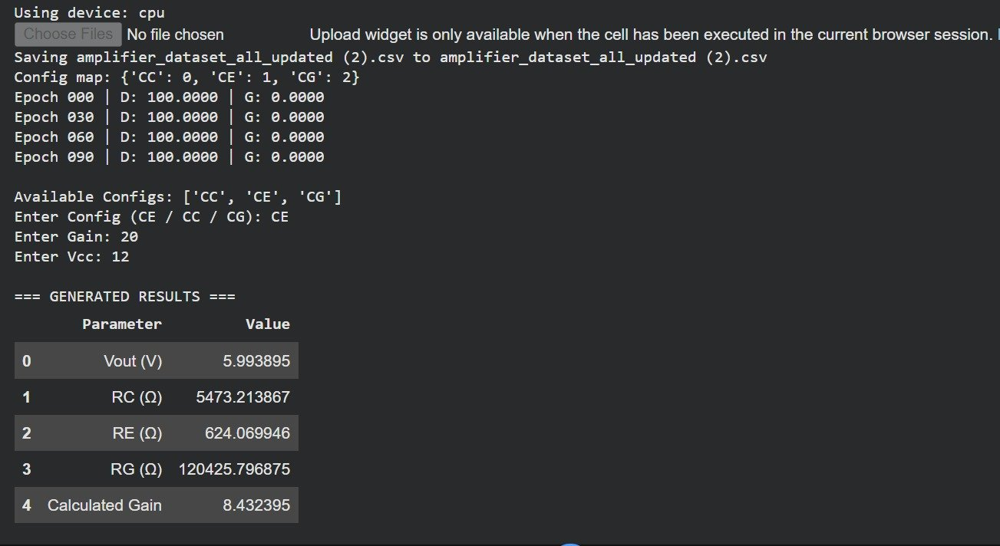 Using device: cpu
Choose Files No file chosen Upload widget is only available when the cell has been executed in the current browser session.
Saving amplifier_dataset_all_updated (2).csv to amplifier_dataset_all_updated (2).csv
Config map: {'CC': 0, 'CE': 1, 'CG': 2}
Epoch 000 | D: 100.0000 | G: 0.0000
Epoch 030 | D: 100.0000 | G: 0.0000
Epoch 060 | D: 100.0000 | G: 0.0000
Epoch 090 | D: 100.0000 | G: 0.0000
Available Configs: ['CC', 'CE', 'CG']
Enter Config (CE / CC / CG): CE
Enter Gain: 20
Enter Vcc: 12
=== GENERATED RESULTS ===
Parameter Value
0 Vout (V) 5.993895
1 RC (Ω) 5473.213867
2 RE (Ω) 624.069946
3 RG (Ω) 120425.796875
4 Calculated Gain 8.432395